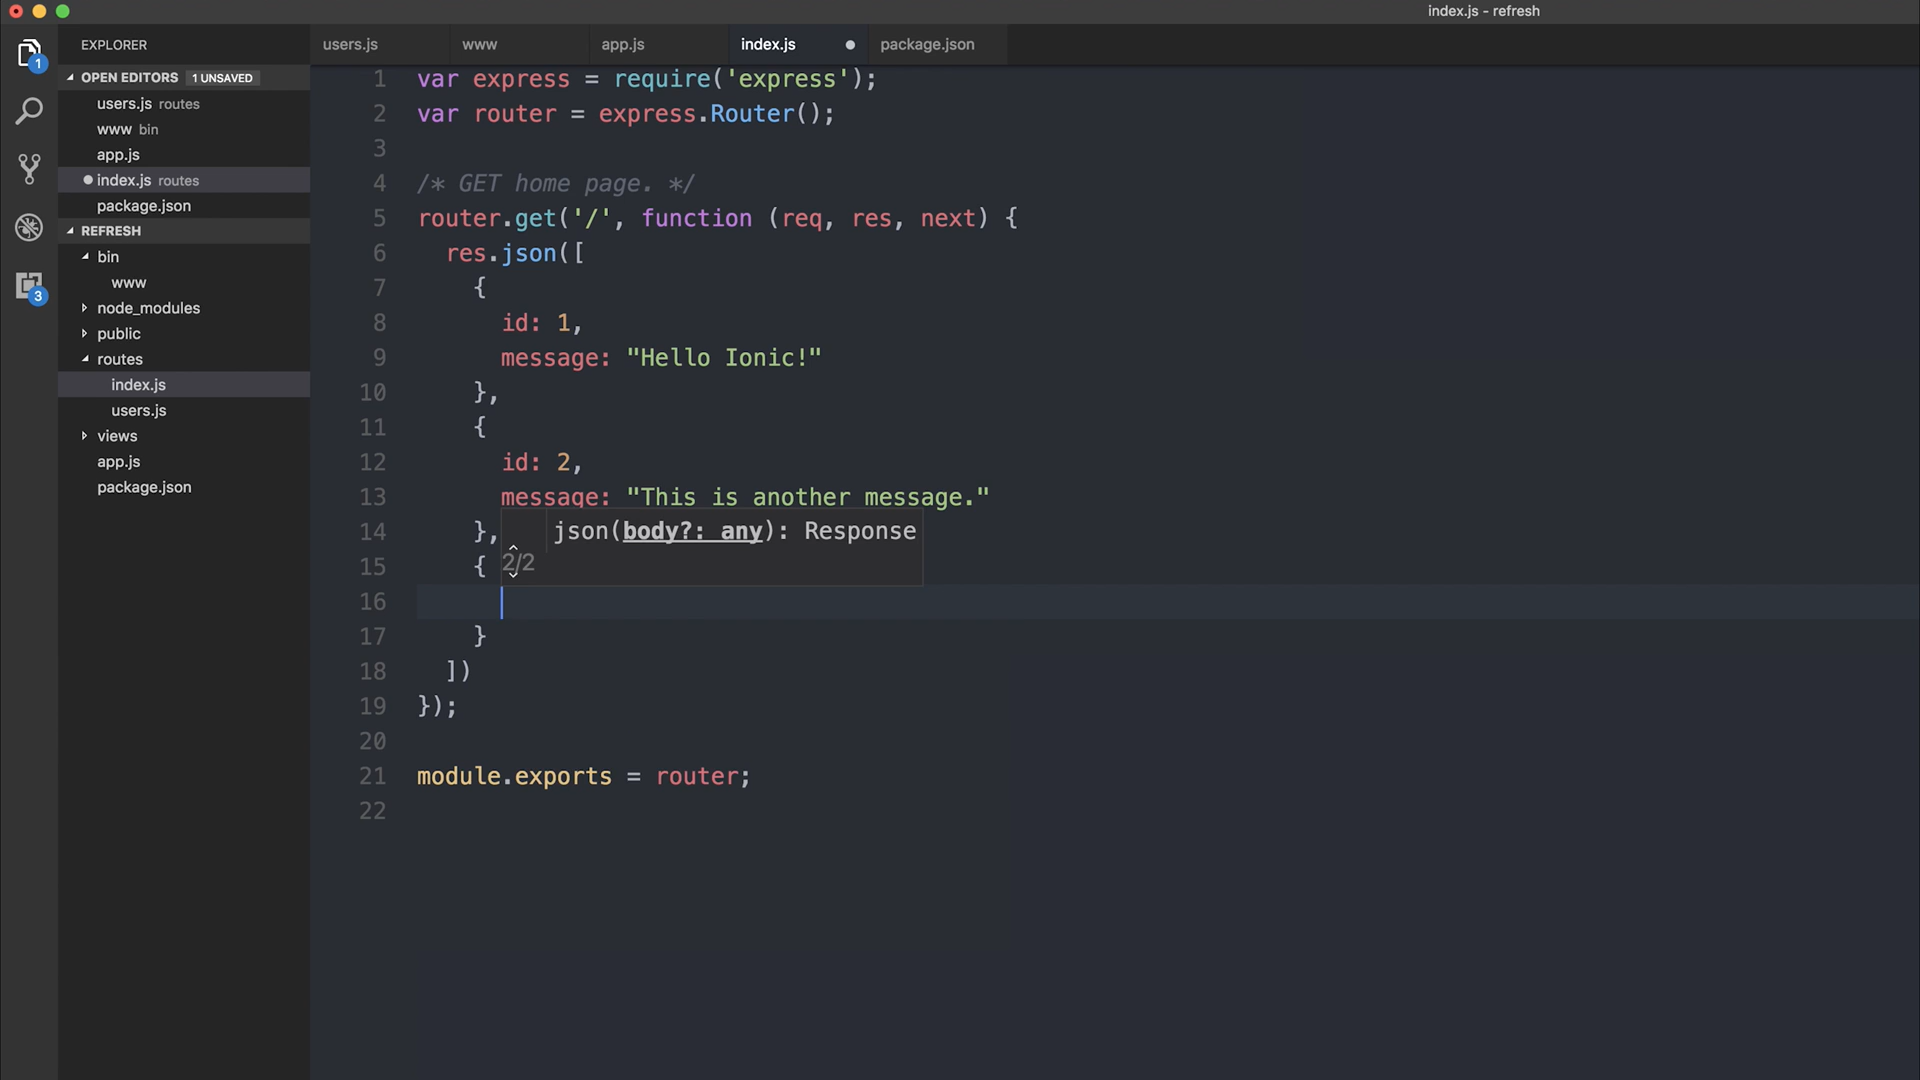 index.js - refresh
EXPLORER
OPEN EDITORS 1 UNSAVED
users.js routes
www bin
app.js
index.js routes
package.json
REFRESH
bin
www
node_modules
public
routes
index.js
users.js
views
app.js
package.json
1
3
users.js www app.js index.js package.json
1 var express = require('express');
2 var router = express.Router();
3
4 /* GET home page. */
5 router.get('/', function (req, res, next) {
6 res.json([
7 {
8 id: 1,
9 message: "Hello Ionic!"
10 },
11 {
12 id: 2,
13 message: "This is another message."
14 },
json(body?: any): Response
2/2
15 {
16
17 }
18 ])
19 });
20
21 module.exports = router;
22